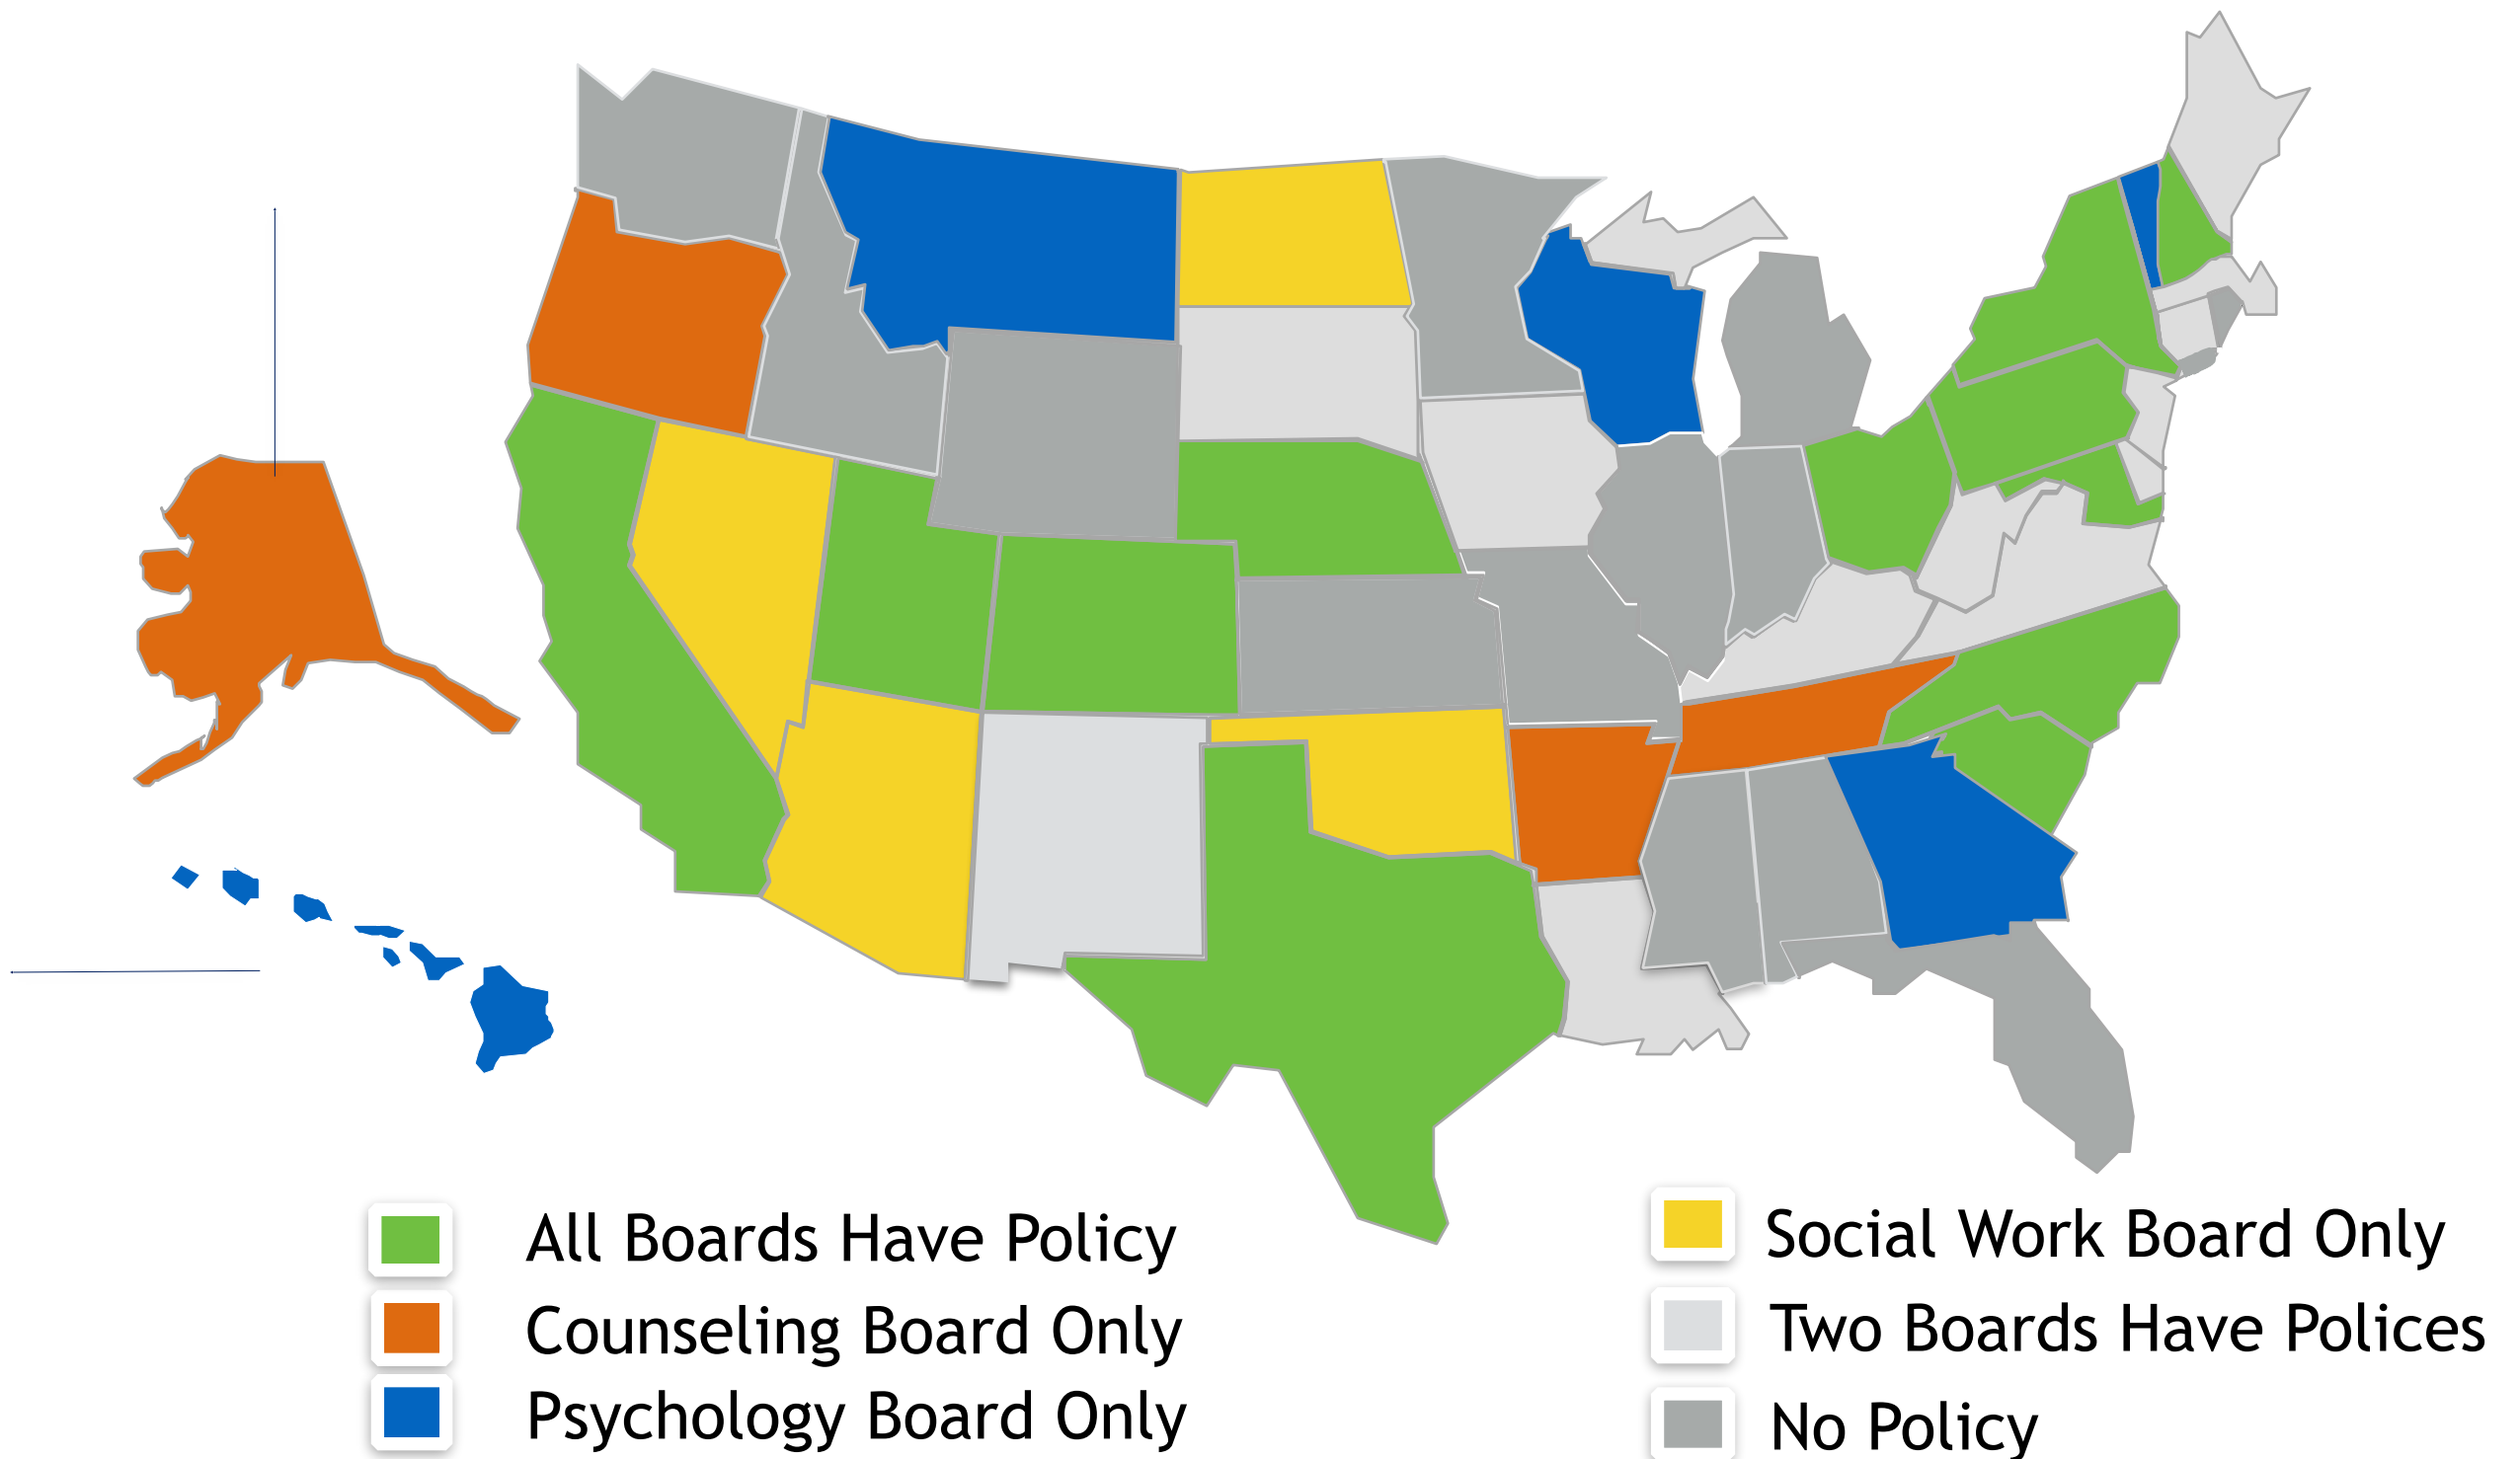 All Boards Have Policy
Counseling Board Only
Psychology Board Only
Social Work Board Only
Two Boards Have Polices
No Policy